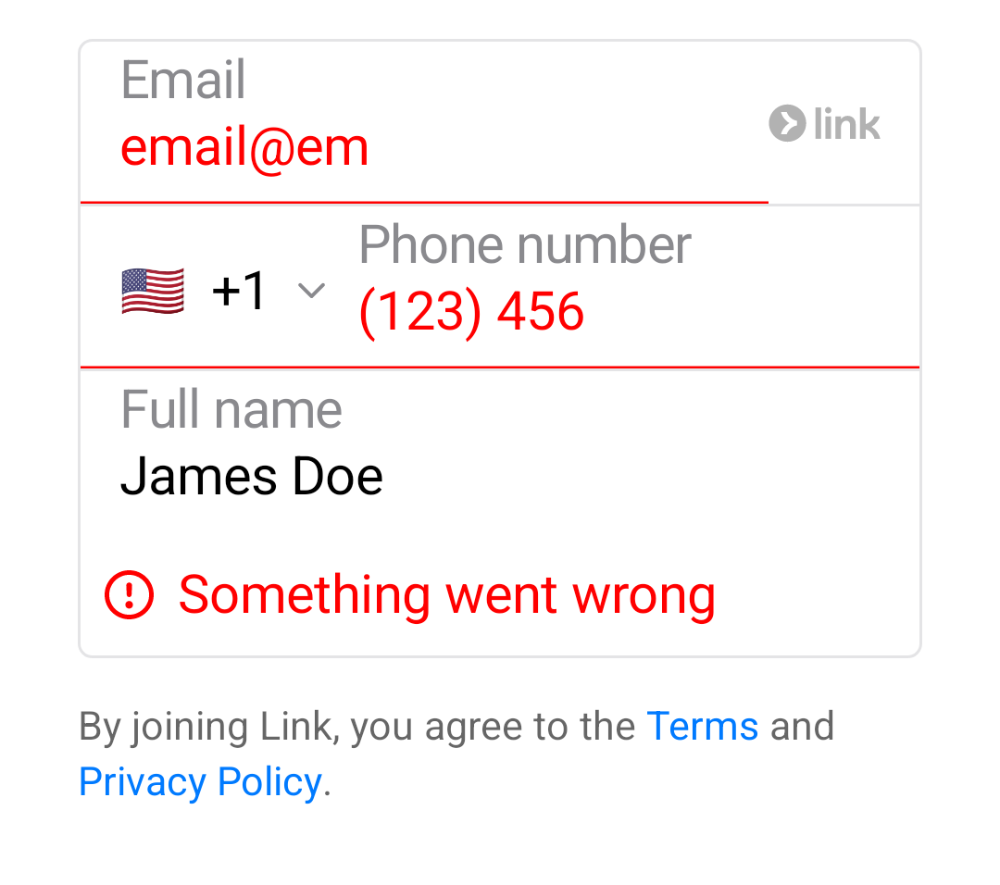 Email
email@em
link
Phone number
+1
(123) 456
Full name
James Doe
Something went wrong
By joining Link, you agree to the Terms and
Privacy Policy.